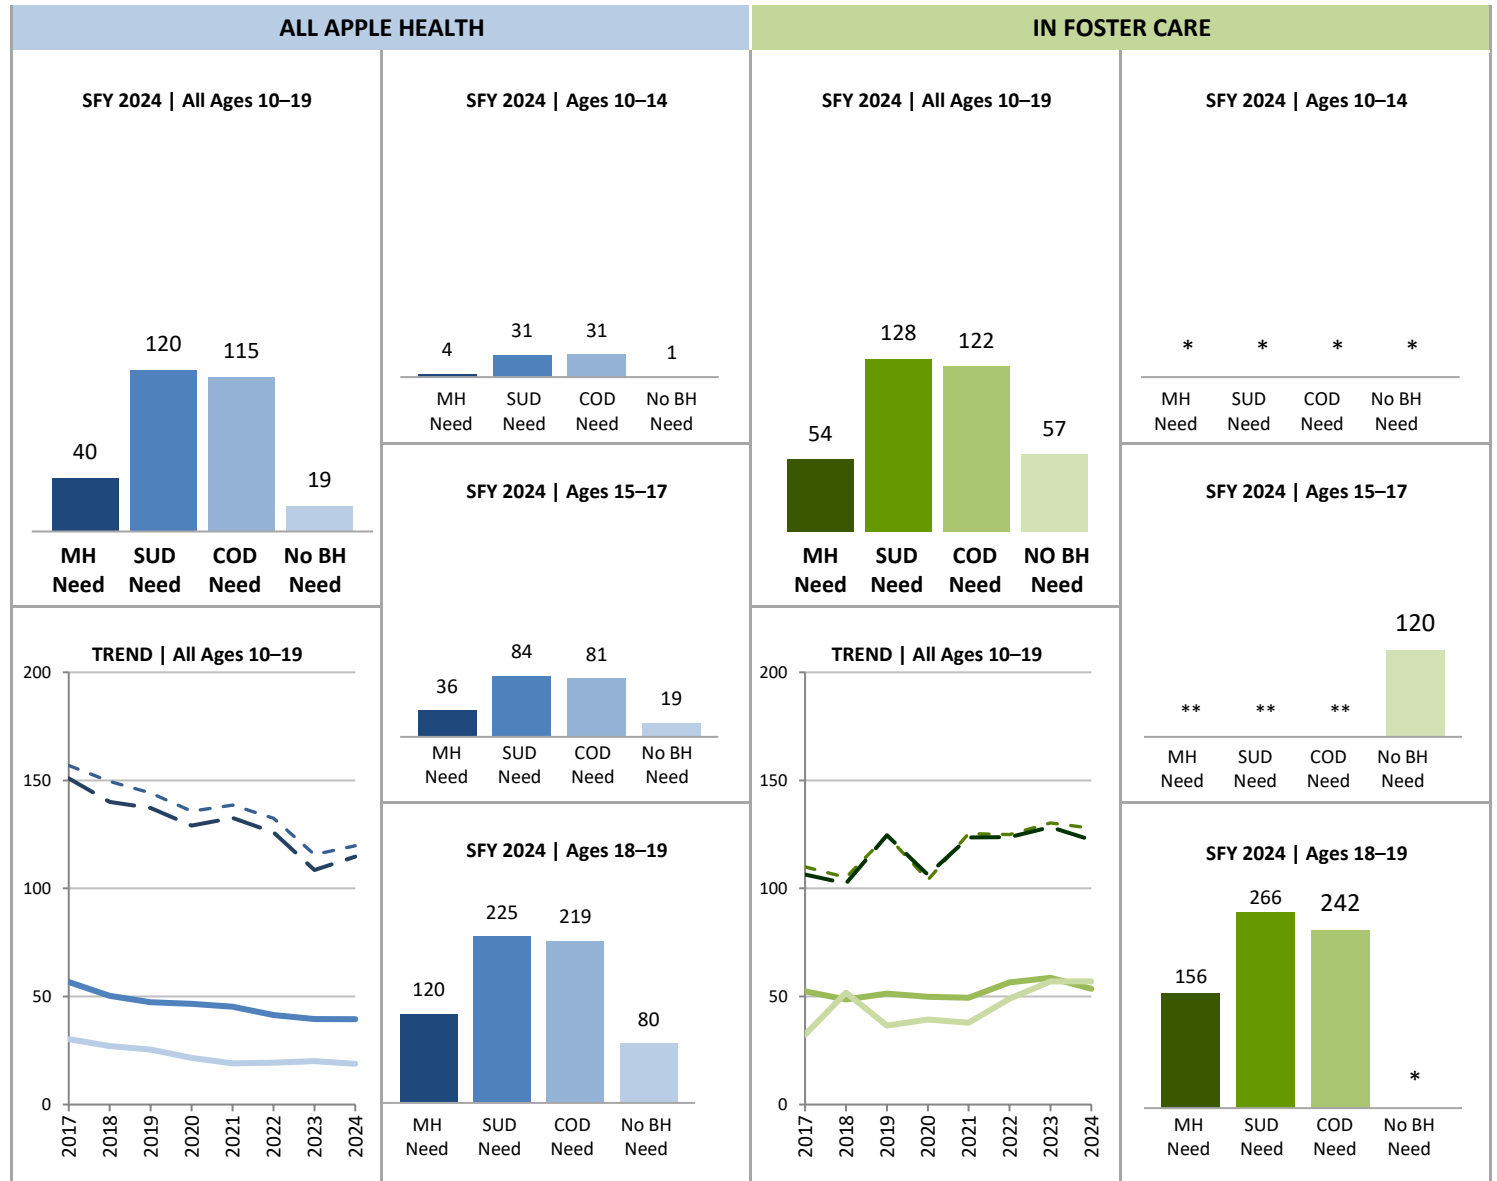 ALL APPLE HEALTH
IN FOSTER CARE
SFY 2024 | All Ages 10–19
40
120
115
19
MH Need
SUD Need
COD Need
No BH Need
SFY 2024 | Ages 10–14
4
31
31
1
MH Need
SUD Need
COD Need
No BH Need
SFY 2024 | Ages 15–17
36
84
81
19
MH Need
SUD Need
COD Need
No BH Need
SFY 2024 | Ages 18–19
120
225
219
80
MH Need
SUD Need
COD Need
No BH Need
TREND | All Ages 10–19
200
150
100
50
0
2017
2018
2019
2020
2021
2022
2023
2024
SFY 2024 | All Ages 10–19
54
128
122
57
MH Need
SUD Need
COD Need
NO BH Need
TREND | All Ages 10–19
200
150
100
50
0
2017
2018
2019
2020
2021
2022
2023
2024
SFY 2024 | Ages 10–14
*
*
*
*
MH Need
SUD Need
COD Need
No BH Need
SFY 2024 | Ages 15–17
**
**
**
120
MH Need
SUD Need
COD Need
No BH Need
SFY 2024 | Ages 18–19
156
266
242
*
MH Need
SUD Need
COD Need
No BH Need